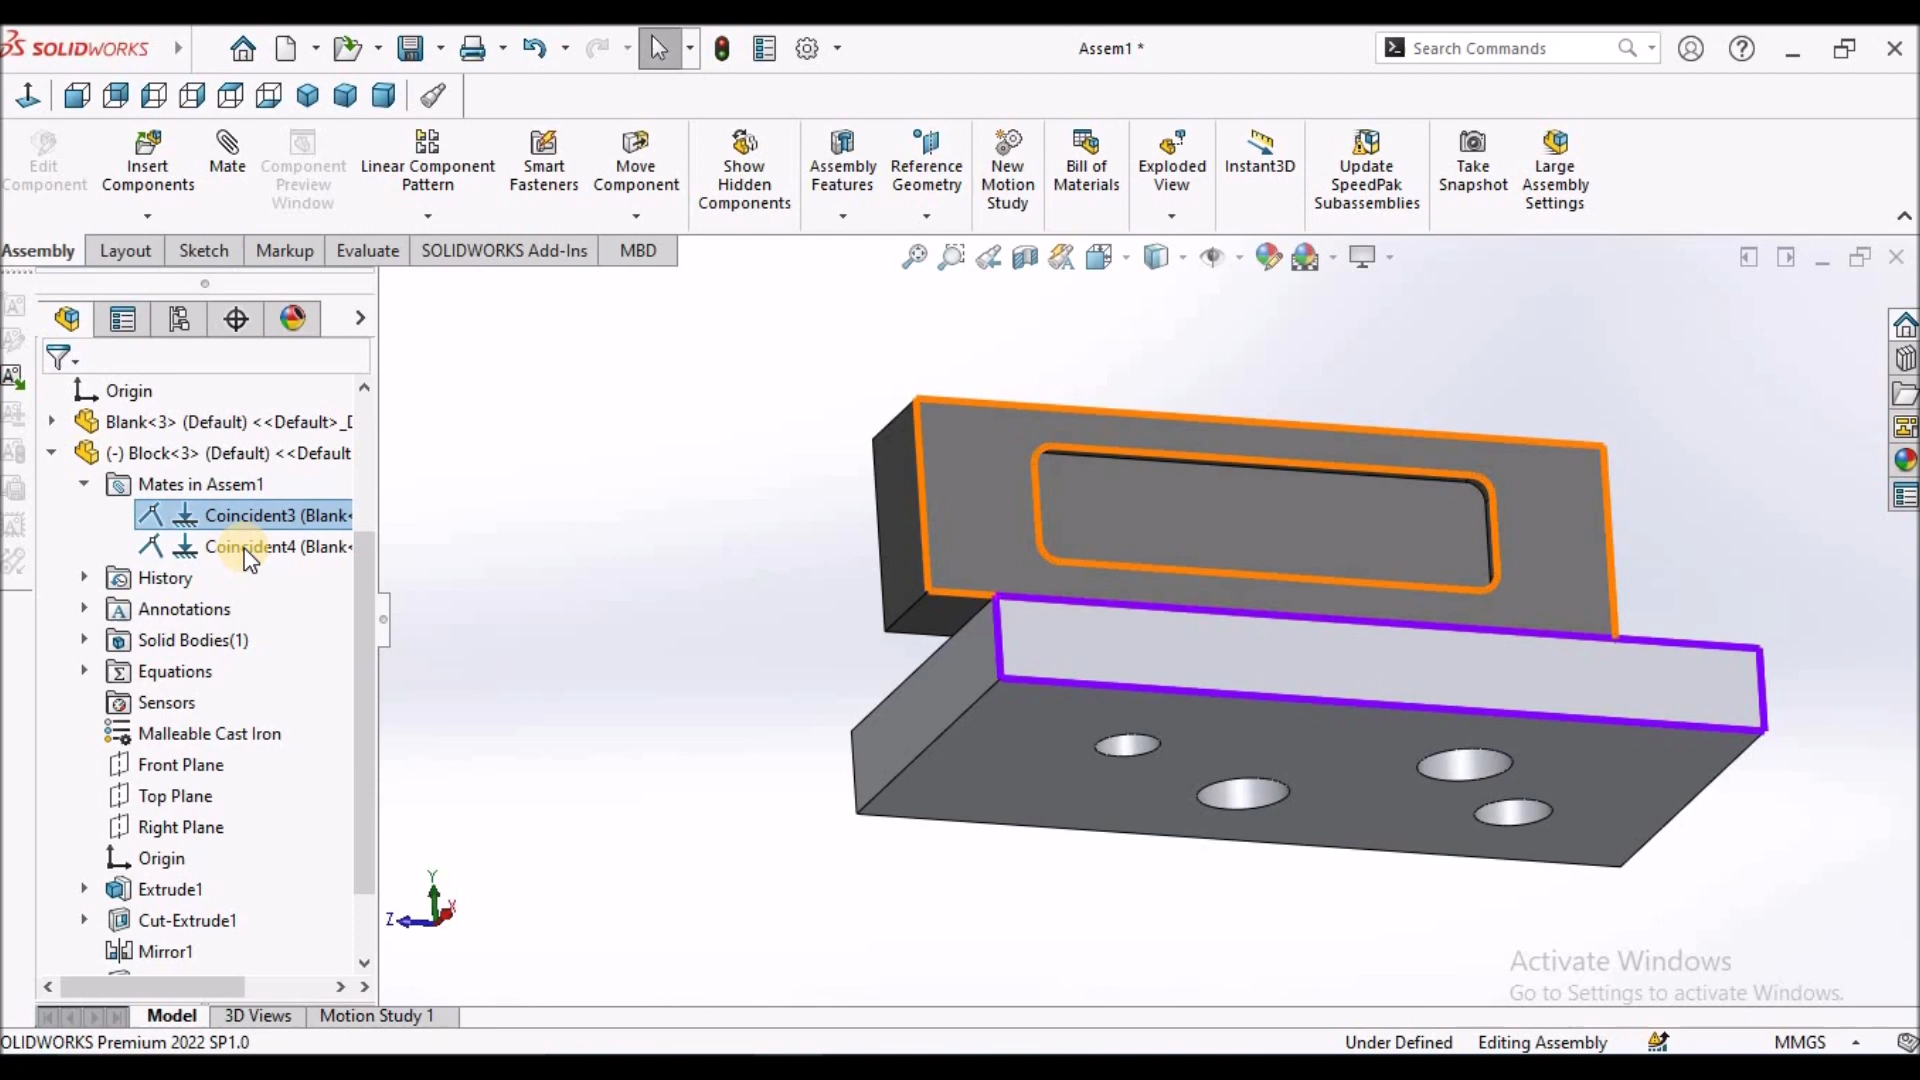 SOLIDWORKS
Assem1 *
Search Commands
Edit
Component
Insert
Components
Mate
Component
Preview
Window
Linear Component
Pattern
Smart
Fasteners
Move
Component
Show
Hidden
Components
Assembly
Features
Reference
Geometry
New
Motion
Study
Bill of
Materials
Exploded
View
Instant3D
Update
SpeedPak
Subassemblies
Take
Snapshot
Large
Assembly
Settings
Assembly
Layout
Sketch
Markup
Evaluate
SOLIDWORKS Add-Ins
MBD
Origin
Blank<3> (Default) <<Default>_D
(-) Block<3> (Default) <<Default
Mates in Assem1
Coincident3 (Blank<
Coincident4 (Blank<
History
Annotations
Solid Bodies(1)
Equations
Sensors
Malleable Cast Iron
Front Plane
Top Plane
Right Plane
Origin
Extrude1
Cut-Extrude1
Mirror1
Y
Z
X
Activate Windows
Go to Settings to activate Windows.
Model
3D Views
Motion Study 1
OLIDWORKS Premium 2022 SP1.0
Under Defined
Editing Assembly
MMGS